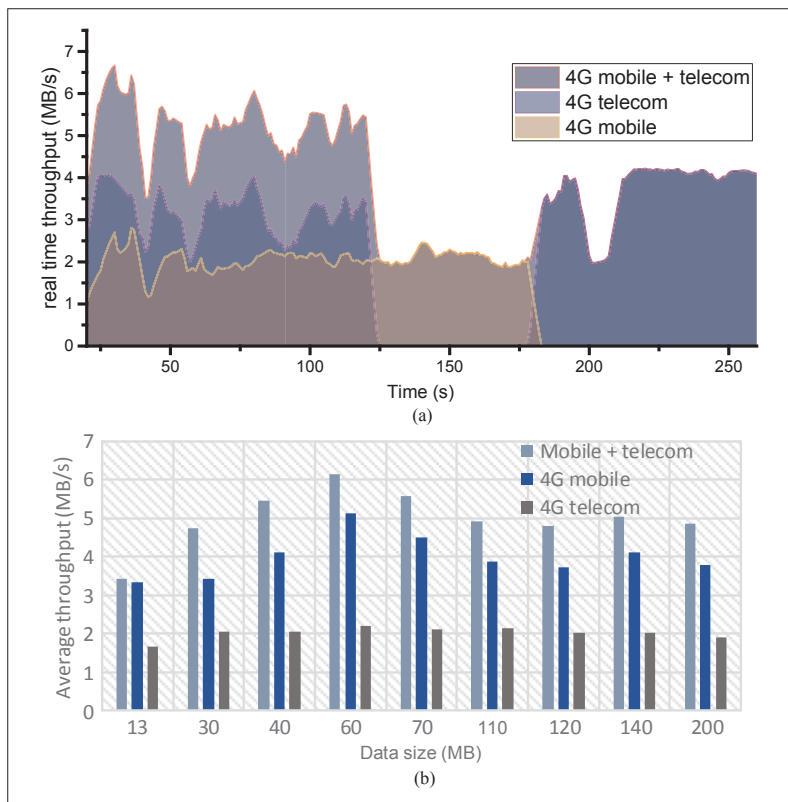 real time throughput (MB/s)
7
6
5
4
3
2
1
0
4G mobile + telecom
4G telecom
4G mobile
50
100
150
200
250
Time (s)
(a)
Average throughput (MB/s)
7
6
5
4
3
2
1
0
Mobile + telecom
4G mobile
4G telecom
13
30
40
60
70
110
120
140
200
Data size (MB)
(b)